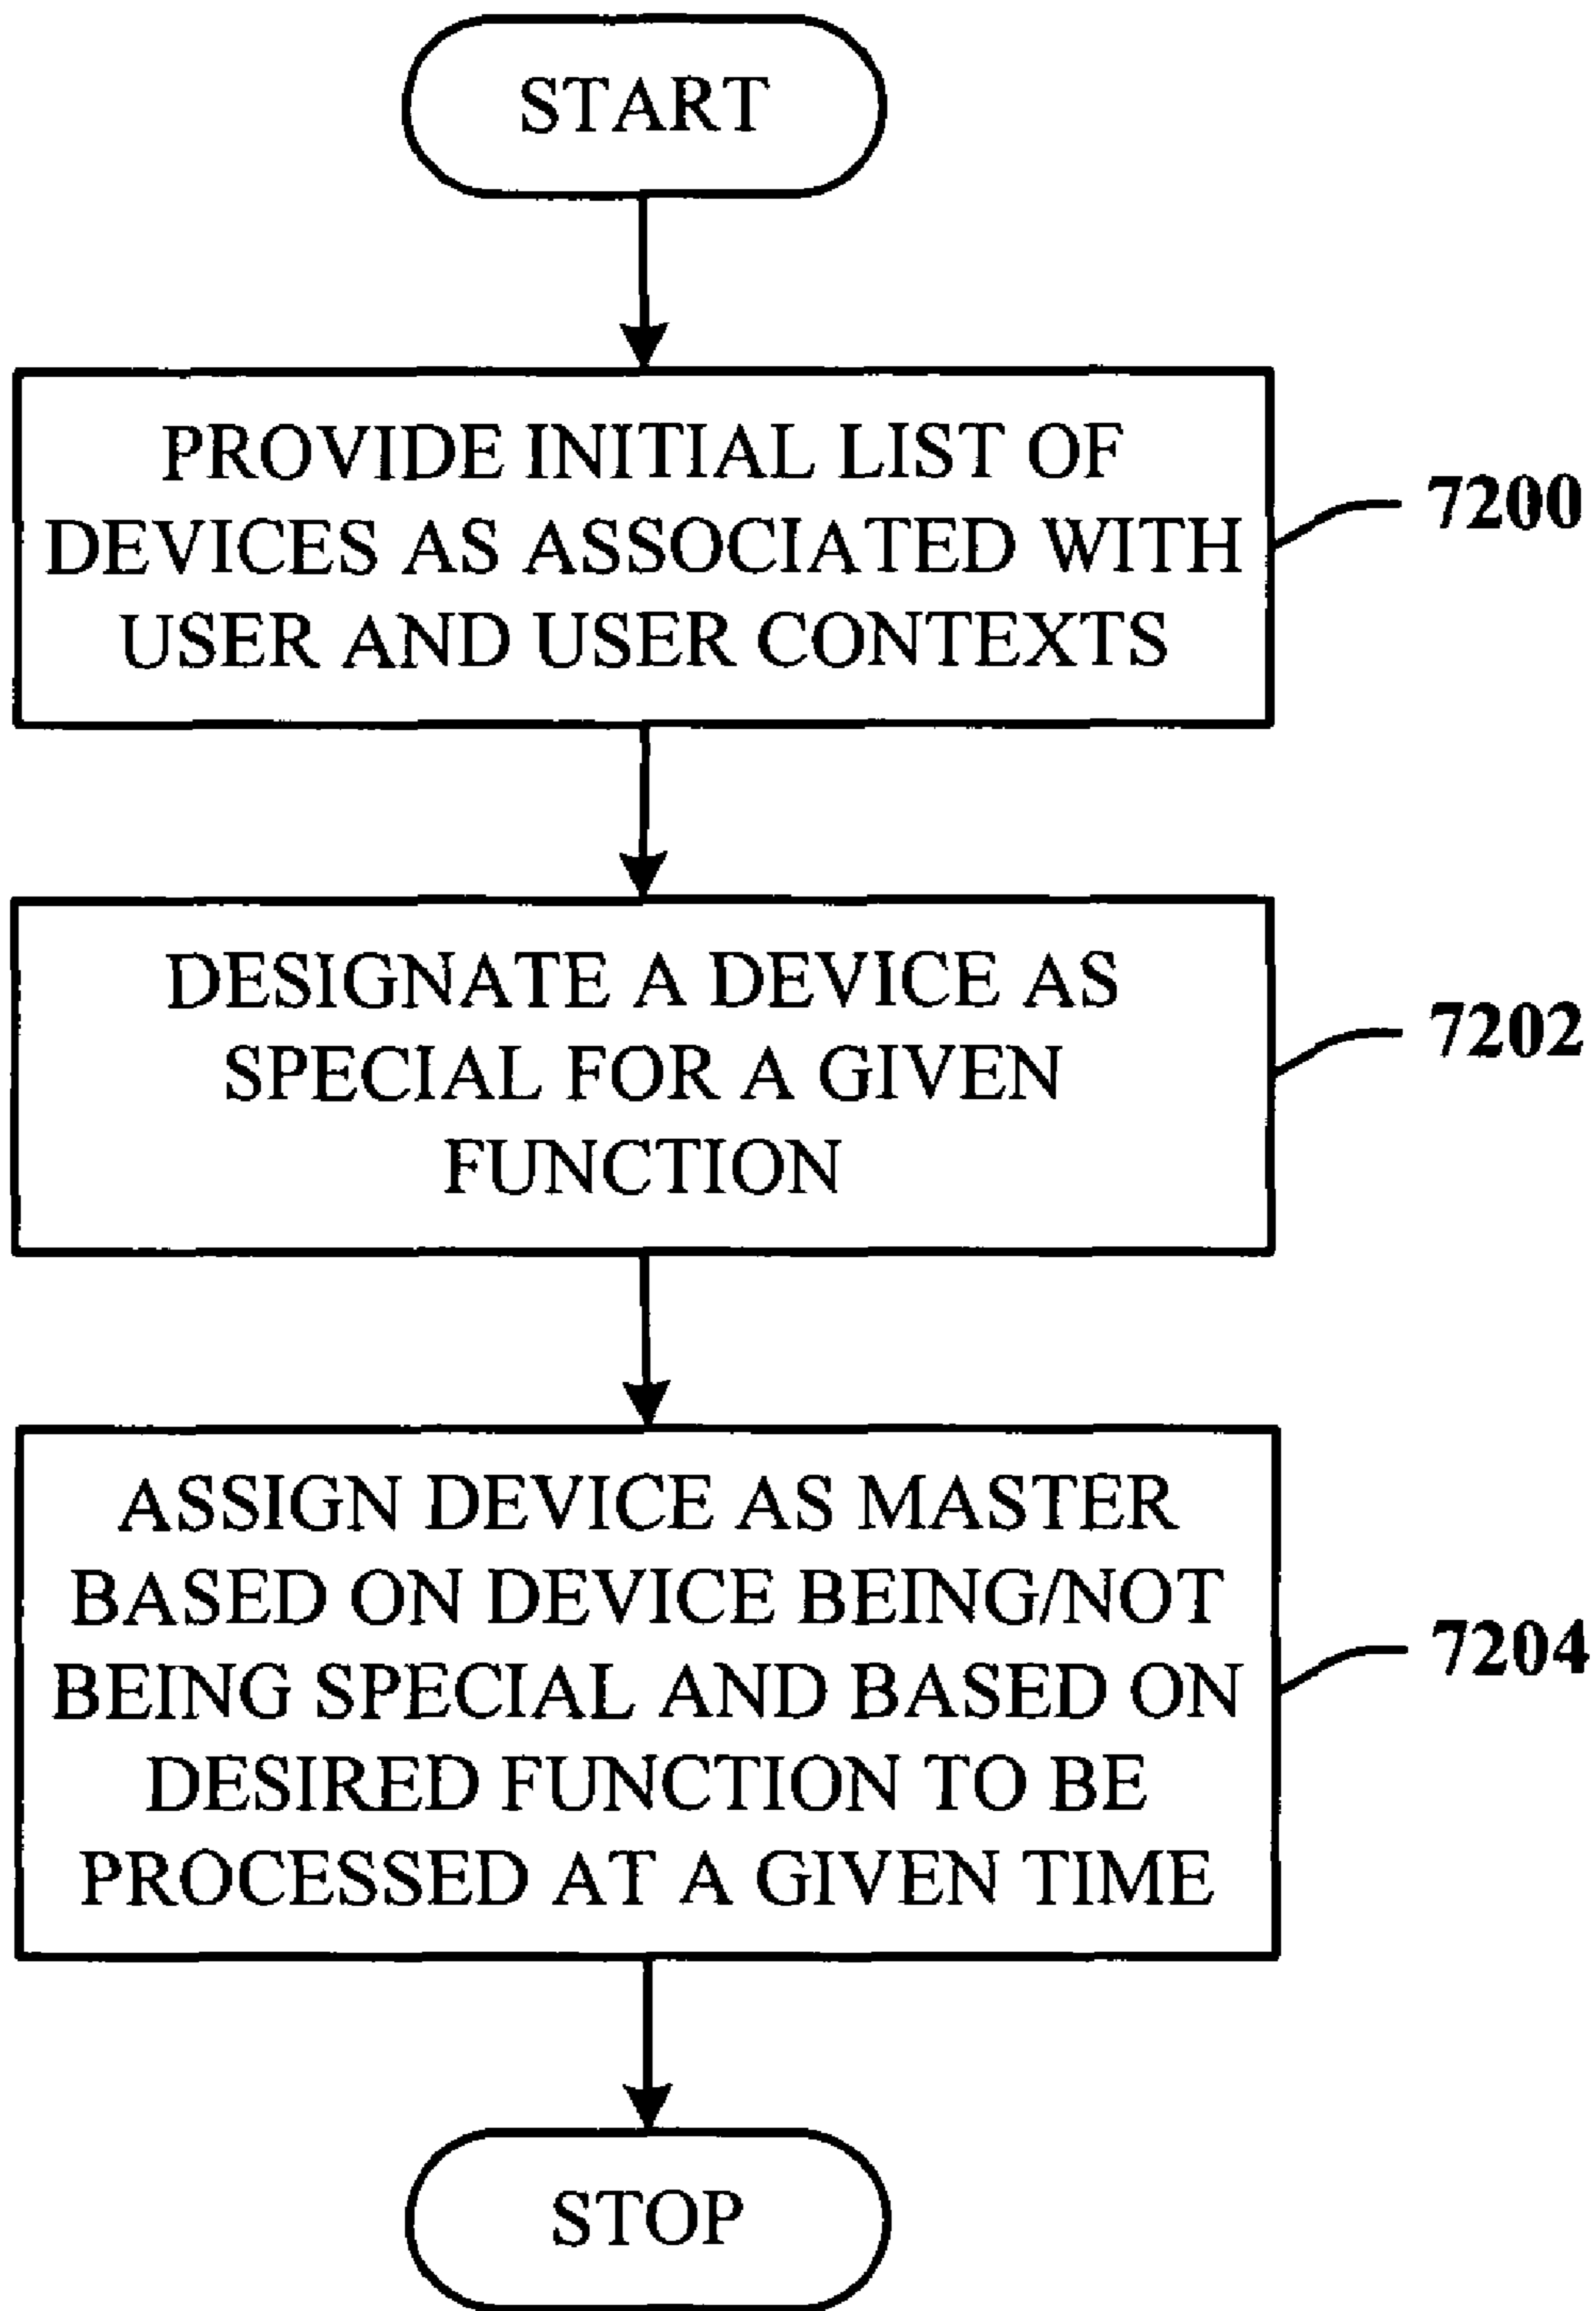 START
PROVIDE INITIAL LIST OF
DEVICES AS ASSOCIATED WITH
USER AND USER CONTEXTS
7200
DESIGNATE A DEVICE AS
SPECIAL FOR A GIVEN
FUNCTION
7202
ASSIGN DEVICE AS MASTER
BASED ON DEVICE BEING/NOT
BEING SPECIAL AND BASED ON
DESIRED FUNCTION TO BE
PROCESSED AT A GIVEN TIME
7204
STOP